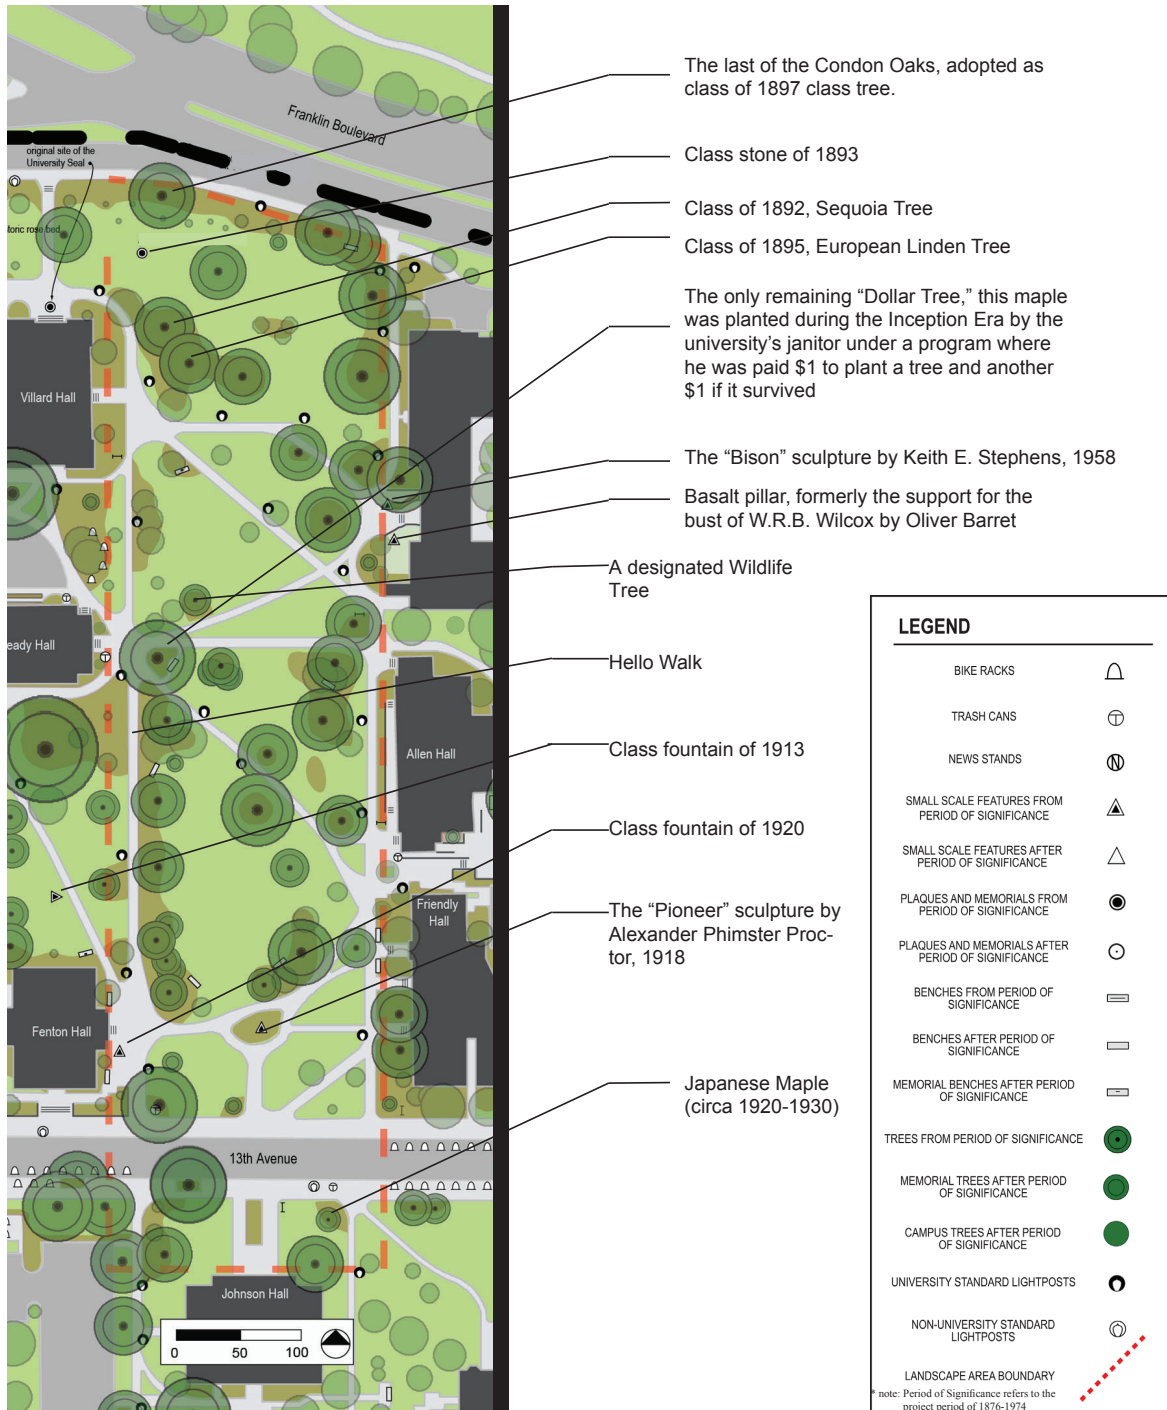 The last of the Condon Oaks, adopted as
class of 1897 class tree.
Franklin Boulevard
original site of the
University Seal
Class stone of 1893
Class of 1892, Sequoia Tree
toric rose bed
Class of 1895, European Linden Tree
The only remaining “Dollar Tree,” this maple
was planted during the Inception Era by the
university’s janitor under a program where
he was paid $1 to plant a tree and another
$1 if it survived
Villard Hall
The “Bison” sculpture by Keith E. Stephens, 1958
Basalt pillar, formerly the support for the
bust of W.R.B. Wilcox by Oliver Barret
A designated Wildlife
Tree
eady Hall
Hello Walk
Allen Hall
Class fountain of 1913
Class fountain of 1920
Friendly
Hall
The “Pioneer” sculpture by
Alexander Phimster Proc-
tor, 1918
Fenton Hall
Japanese Maple
(circa 1920-1930)
13th Avenue
Johnson Hall
0 50 100
LEGEND
BIKE RACKS
TRASH CANS
NEWS STANDS
N
SMALL SCALE FEATURES FROM
PERIOD OF SIGNIFICANCE
SMALL SCALE FEATURES AFTER
PERIOD OF SIGNIFICANCE
PLAQUES AND MEMORIALS FROM
PERIOD OF SIGNIFICANCE
PLAQUES AND MEMORIALS AFTER
PERIOD OF SIGNIFICANCE
BENCHES FROM PERIOD OF
SIGNIFICANCE
BENCHES AFTER PERIOD OF
SIGNIFICANCE
MEMORIAL BENCHES AFTER PERIOD
OF SIGNIFICANCE
TREES FROM PERIOD OF SIGNIFICANCE
MEMORIAL TREES AFTER PERIOD
OF SIGNIFICANCE
CAMPUS TREES AFTER PERIOD
OF SIGNIFICANCE
UNIVERSITY STANDARD LIGHTPOSTS
NON-UNIVERSITY STANDARD
LIGHTPOSTS
LANDSCAPE AREA BOUNDARY
* note: Period of Significance refers to the
project period of 1876-1974